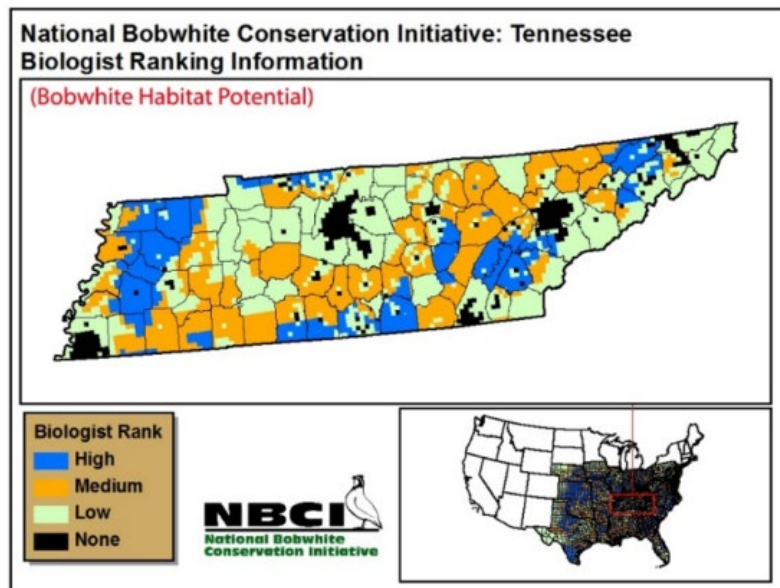 National Bobwhite Conservation Initiative: Tennessee
Biologist Ranking Information
(Bobwhite Habitat Potential)
Biologist Rank
High
Medium
Low
None
NBCI
National Bobwhite
Conservation Initiative